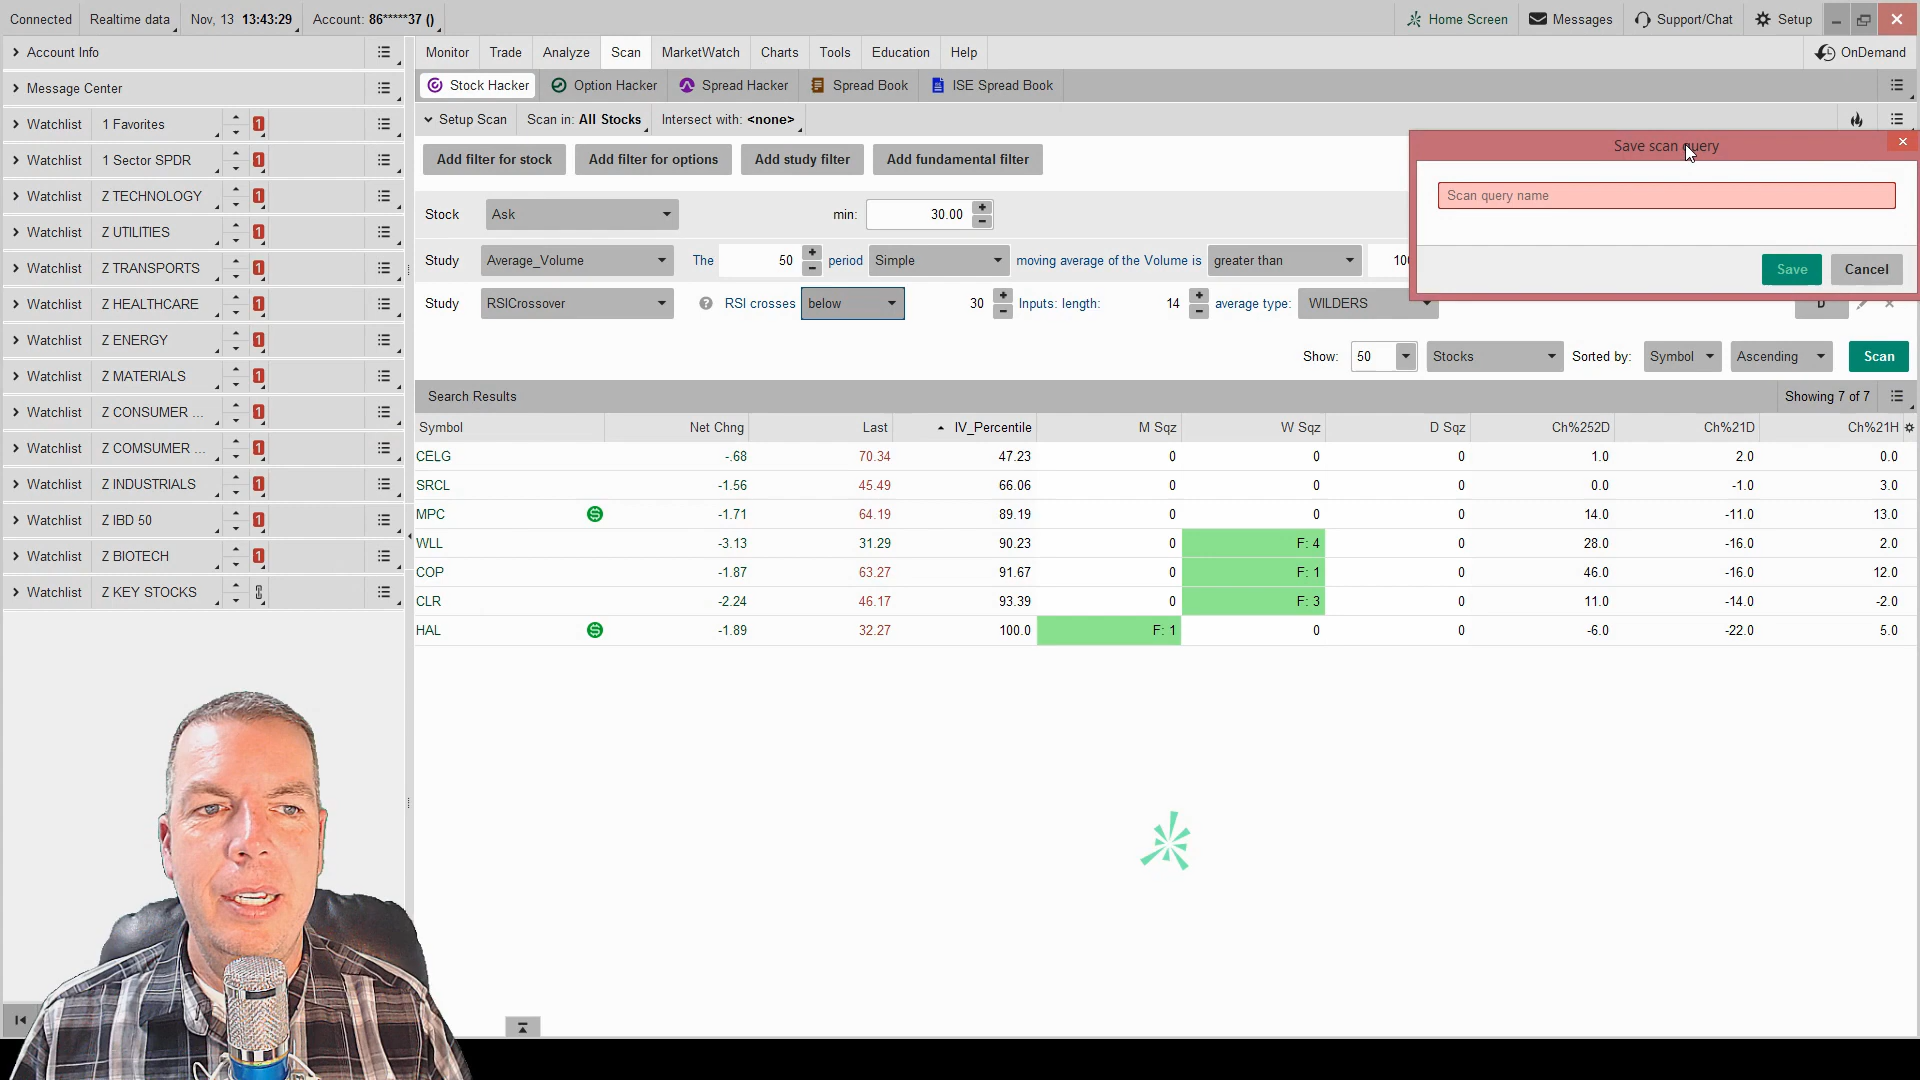 Connected Realtime data Nov, 13 13:43:29 Account: 86*****37 () Home Screen Messages Support/Chat Setup
Account Info
Message Center
Watchlist 1 Favorites 1
Watchlist 1 Sector SPDR 1
Watchlist Z TECHNOLOGY 1
Watchlist Z UTILITIES 1
Watchlist Z TRANSPORTS 1
Watchlist Z HEALTHCARE 1
Watchlist Z ENERGY 1
Watchlist Z MATERIALS 1
Watchlist Z CONSUMER ... 1
Watchlist Z COMSUMER ... 1
Watchlist Z INDUSTRIALS 1
Watchlist Z IBD 50 1
Watchlist Z BIOTECH 1
Watchlist Z KEY STOCKS
Monitor Trade Analyze Scan MarketWatch Charts Tools Education Help OnDemand
Stock Hacker Option Hacker Spread Hacker Spread Book ISE Spread Book
Setup Scan Scan in: All Stocks Intersect with: <none>
Add filter for stock Add filter for options Add study filter Add fundamental filter
Stock Ask min: 30.00
Study Average_Volume The 50 period Simple moving average of the Volume is greater than 100
Study RSICrossover RSI crosses below 30 Inputs: length: 14 average type: WILDERS D
Save scan query
Scan query name
Save Cancel
Show: 50 Stocks Sorted by: Symbol Ascending Scan
Search Results Showing 7 of 7
Symbol Net Chng Last IV_Percentile M Sqz W Sqz D Sqz Ch%252D Ch%21D Ch%21H
CELG -.68 70.34 47.23 0 0 0 1.0 2.0 0.0
SRCL -1.56 45.49 66.06 0 0 0 0.0 -1.0 3.0
MPC -1.71 64.19 89.19 0 0 0 14.0 -11.0 13.0
WLL -3.13 31.29 90.23 0 F: 4 0 28.0 -16.0 2.0
COP -1.87 63.27 91.67 0 F: 1 0 46.0 -16.0 12.0
CLR -2.24 46.17 93.39 0 F: 3 0 11.0 -14.0 -2.0
HAL -1.89 32.27 100.0 F: 1 0 0 -6.0 -22.0 5.0